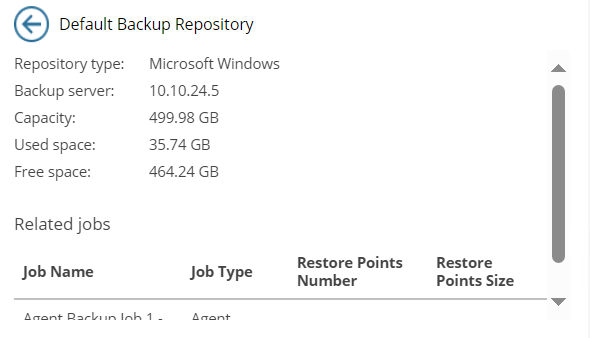 Default Backup Repository
Repository type: Microsoft Windows
Backup server: 10.10.24.5
Capacity: 499.98 GB
Used space: 35.74 GB
Free space: 464.24 GB
Related jobs
Job Name Job Type Restore Points Number Restore Points Size
Agent Backup Job 1 - Agent